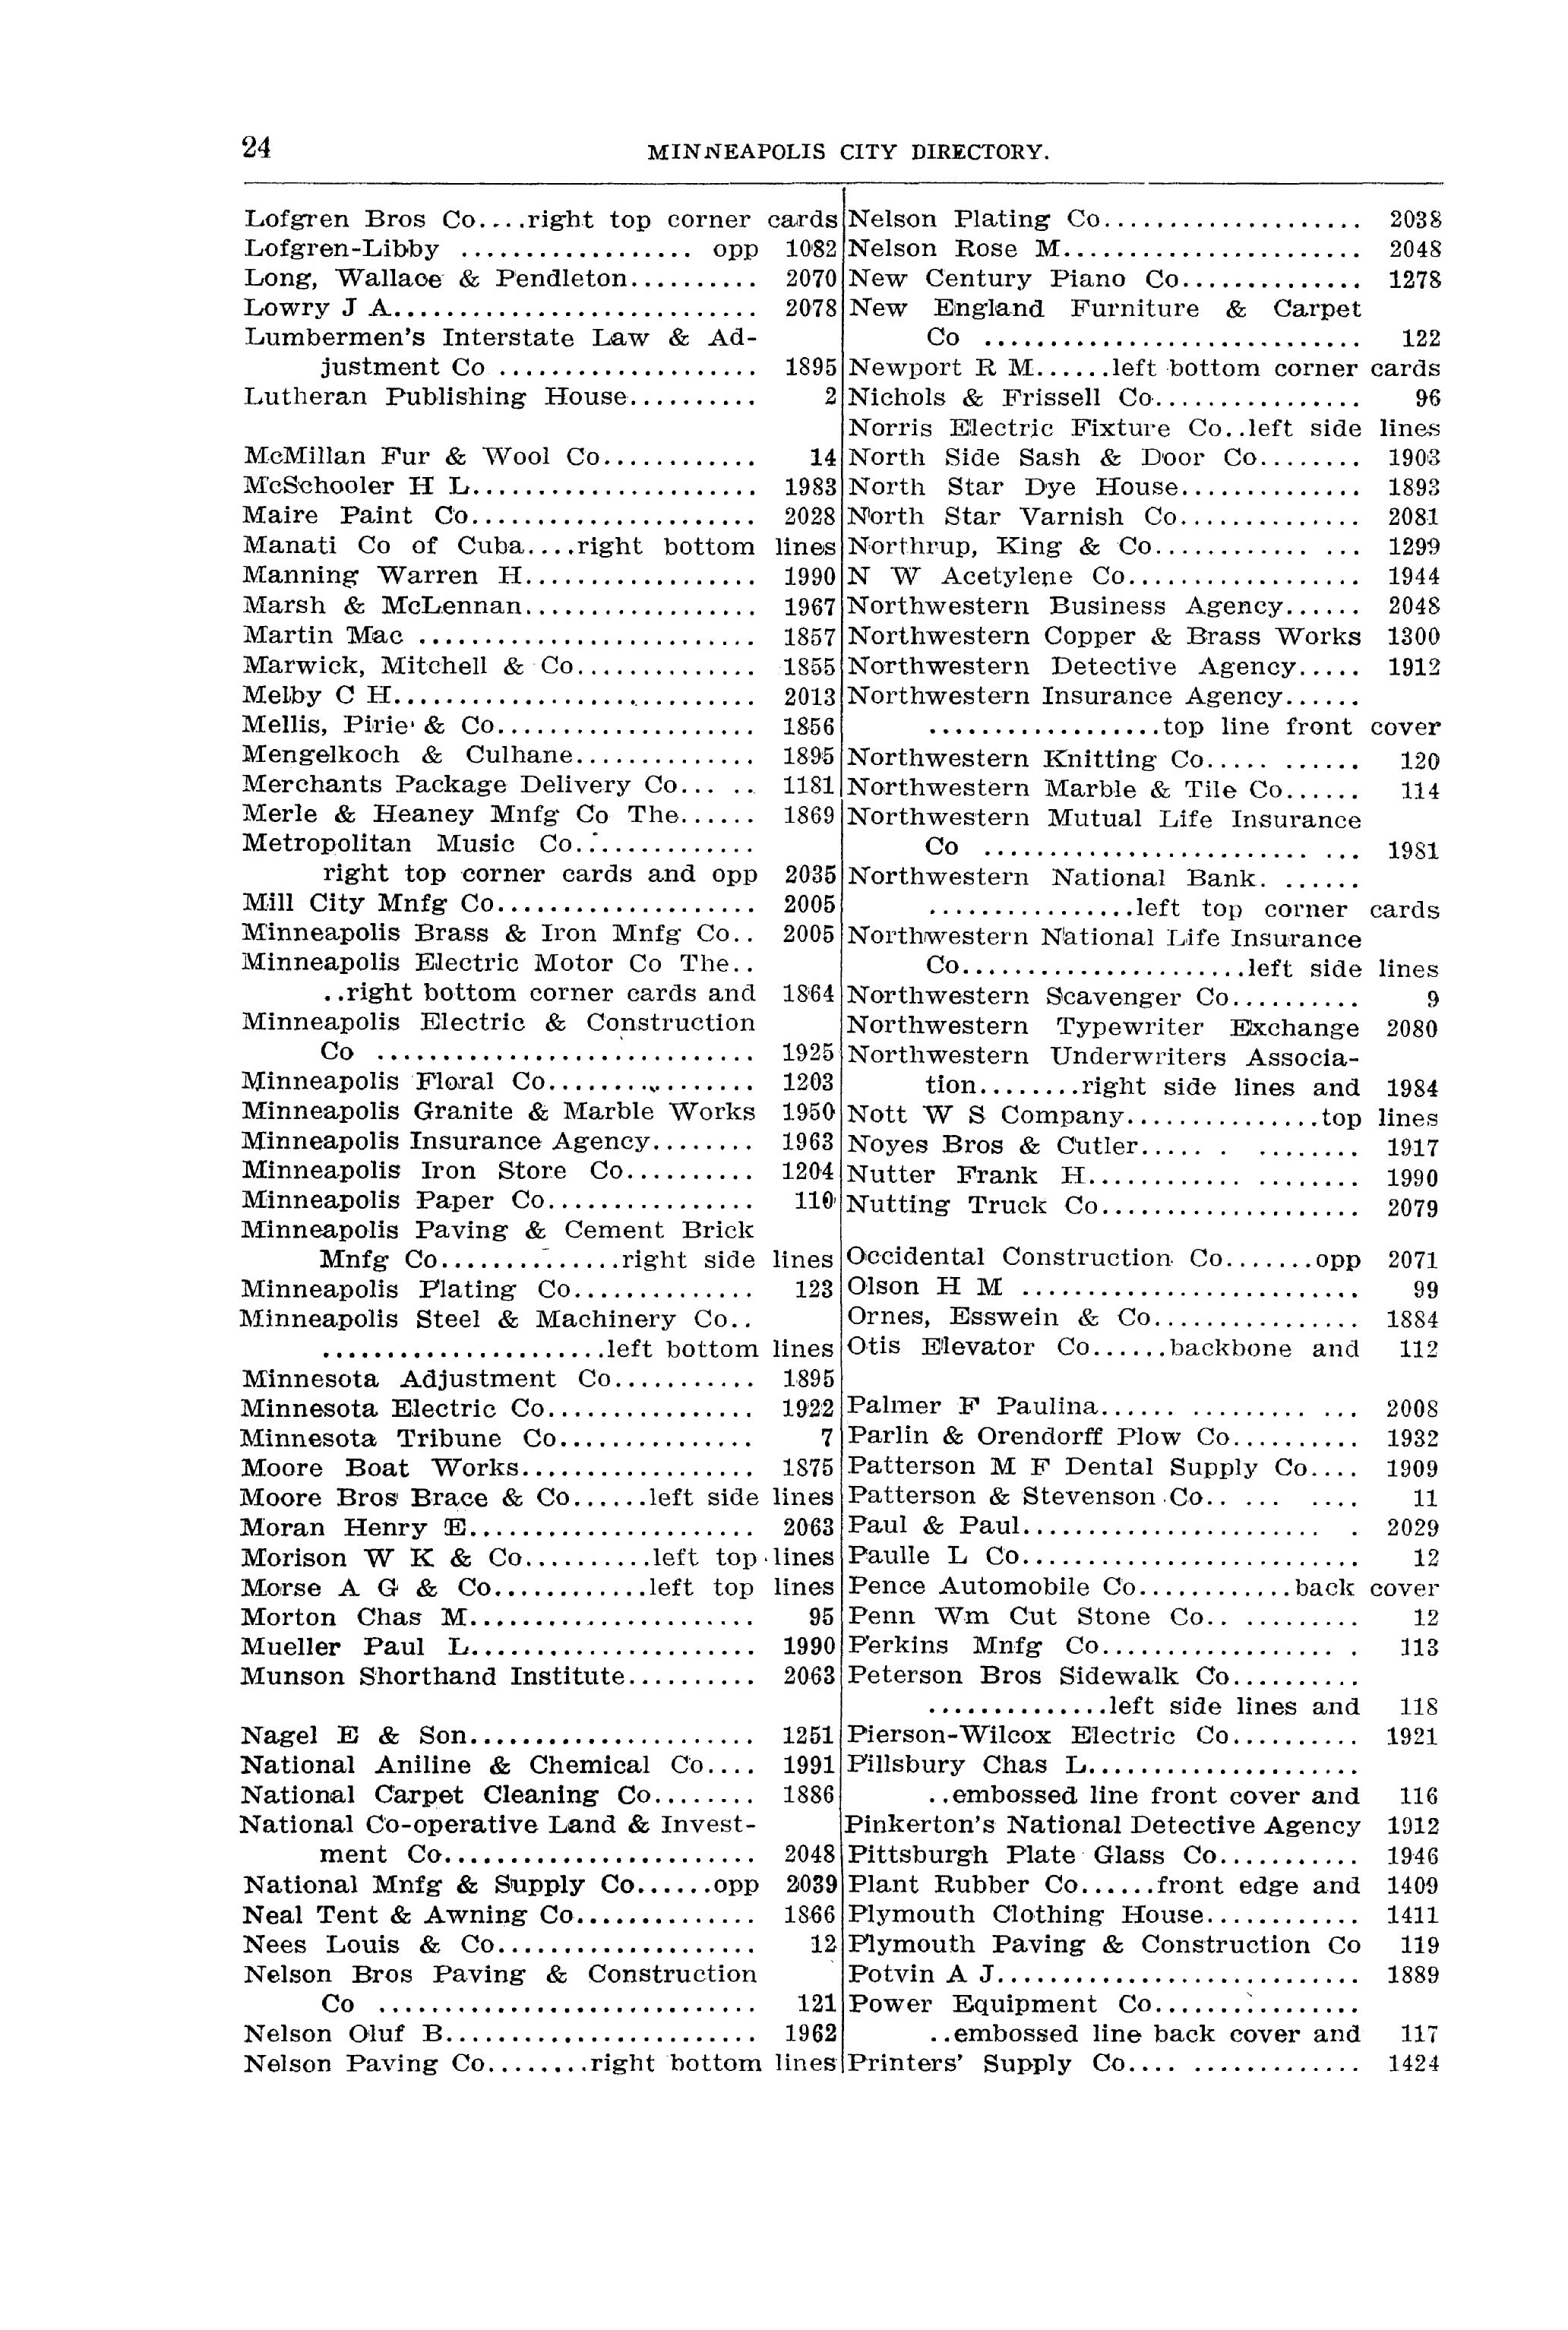 24
MINNEAPOLIS CITY DIRECTORY.
Lofgren Bros Co....right top corner cards
Lofgren-Libby .................. opp 1082
Long, Wallace & Pendleton.......... 2070
Lowry J A............................ 2078
Lumbermen's Interstate Law & Ad-
justment Co .................... 1895
Lutheran Publishing House.......... 2
McMillan Fur & Wool Co............ 14
McSchooler H L...................... 1983
Maire Paint Co...................... 2028
Manati Co of Cuba....right bottom lines
Manning Warren H.................. 1990
Marsh & McLennan.................. 1967
Martin Mac .......................... 1857
Marwick, Mitchell & Co.............. 1855
Melby C H............................ 2013
Mellis, Pirie & Co.................... 1856
Mengelkoch & Culhane.............. 1895
Merchants Package Delivery Co... .. 1181
Merle & Heaney Mnfg Co The...... 1869
Metropolitan Music Co..............
right top corner cards and opp 2035
Mill City Mnfg Co.................... 2005
Minneapolis Brass & Iron Mnfg Co.. 2005
Minneapolis Electric Motor Co The..
..right bottom corner cards and 1864
Minneapolis Electric & Construction
Co ............................. 1925
Minneapolis Floral Co................ 1203
Minneapolis Granite & Marble Works 1950
Minneapolis Insurance Agency........ 1963
Minneapolis Iron Store Co.......... 1204
Minneapolis Paper Co................ 110
Minneapolis Paving & Cement Brick
Mnfg Co..............right side lines
Minneapolis Plating Co.............. 123
Minneapolis Steel & Machinery Co..
......................left bottom lines
Minnesota Adjustment Co........... 1895
Minnesota Electric Co................ 1922
Minnesota Tribune Co............... 7
Moore Boat Works.................. 1875
Moore Bros Brace & Co......left side lines
Moran Henry E...................... 2063
Morison W K & Co..........left top lines
Morse A G & Co............left top lines
Morton Chas M...................... 95
Mueller Paul L...................... 1990
Munson Shorthand Institute.......... 2063
Nagel E & Son...................... 1251
National Aniline & Chemical Co.... 1991
National Carpet Cleaning Co........ 1886
National Co-operative Land & Invest-
ment Co........................ 2048
National Mnfg & Supply Co......opp 2039
Neal Tent & Awning Co.............. 1866
Nees Louis & Co.................... 12
Nelson Bros Paving & Construction
Co ............................. 121
Nelson Oluf B........................ 1962
Nelson Paving Co........right bottom lines
Nelson Plating Co.................... 2038
Nelson Rose M....................... 2048
New Century Piano Co.............. 1278
New England Furniture & Carpet
Co ............................. 122
Newport R M......left bottom corner cards
Nichols & Frissell Co................ 96
Norris Electric Fixture Co..left side lines
North Side Sash & Door Co........ 1903
North Star Dye House.............. 1893
North Star Varnish Co.............. 2081
Northrup, King & Co............ ... 1299
N W Acetylene Co.................. 1944
Northwestern Business Agency...... 2048
Northwestern Copper & Brass Works 1300
Northwestern Detective Agency..... 1912
Northwestern Insurance Agency......
..................top line front cover
Northwestern Knitting Co..... ...... 120
Northwestern Marble & Tile Co...... 114
Northwestern Mutual Life Insurance
Co ......................... ... 1981
Northwestern National Bank. ......
................left top corner cards
Northwestern National Life Insurance
Co......................left side lines
Northwestern Scavenger Co.......... 9
Northwestern Typewriter Exchange 2080
Northwestern Underwriters Associa-
tion........right side lines and 1984
Nott W S Company...............top lines
Noyes Bros & Cutler...... . ........ 1917
Nutter Frank H............ ........ 1990
Nutting Truck Co.................... 2079
Occidental Construction Co.......opp 2071
Olson H M .......................... 99
Ornes, Esswein & Co................ 1884
Otis Elevator Co......backbone and 112
Palmer F Paulina...... ......... ... 2008
Parlin & Orendorff Plow Co.......... 1932
Patterson M F Dental Supply Co.... 1909
Patterson & Stevenson Co.. ... .... 11
Paul & Paul....................... . 2029
Paulle L Co.......................... 12
Pence Automobile Co............back cover
Penn Wm Cut Stone Co.. ......... 12
Perkins Mnfg Co.................. . 113
Peterson Bros Sidewalk Co..........
..............left side lines and 118
Pierson-Wilcox Electric Co.......... 1921
Pillsbury Chas L.....................
..embossed line front cover and 116
Pinkerton's National Detective Agency 1912
Pittsburgh Plate Glass Co........... 1946
Plant Rubber Co......front edge and 1409
Plymouth Clothing House............ 1411
Plymouth Paving & Construction Co 119
Potvin A J............................ 1889
Power Equipment Co................
..embossed line back cover and 117
Printers' Supply Co.... ............. 1424